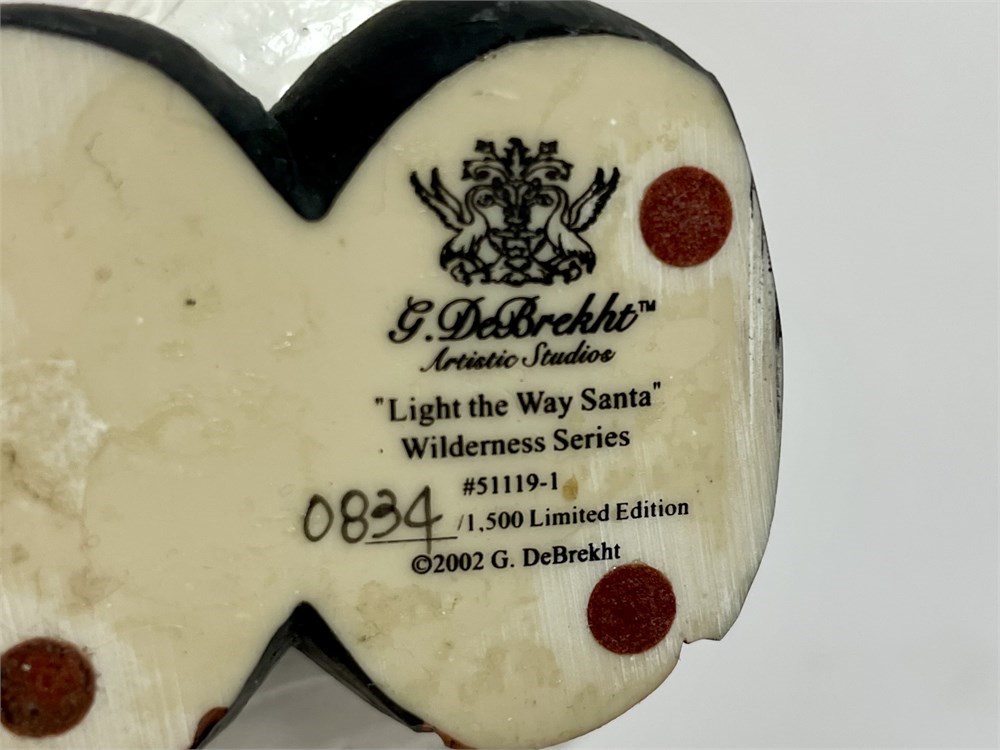 G.DeBrekht™
Artistic Studios
"Light the Way Santa"
Wilderness Series
#51119-1
0834 /1,500 Limited Edition
©2002 G. DeBrekht